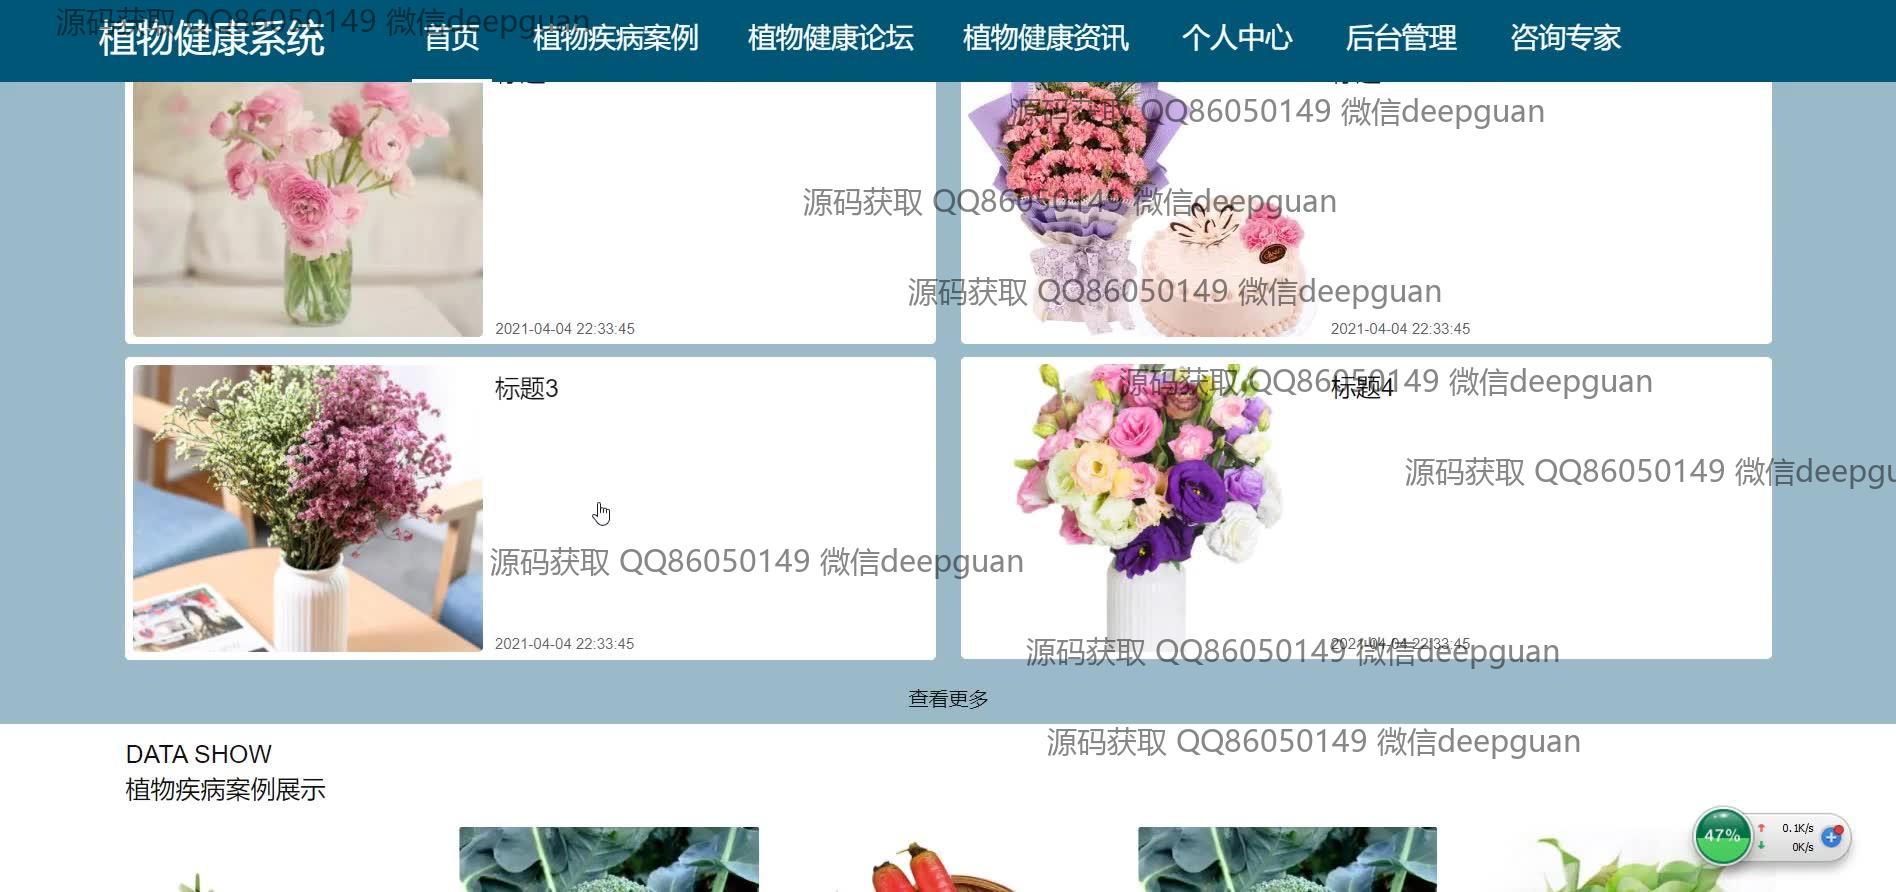 源码获取 QQ86050149 微信deepguan
植物健康系统 首页 植物疾病案例 植物健康论坛 植物健康资讯 个人中心 后台管理 咨询专家
源码获取 QQ86050149 微信deepguan
源码获取 QQ86050149 微信deepguan
源码获取 QQ86050149 微信deepguan
2021-04-04 22:33:45
2021-04-04 22:33:45
标题3
标题4
源码获取 QQ86050149 微信deepguan
源码获取 QQ86050149 微信deepgu
源码获取 QQ86050149 微信deepguan
2021-04-04 22:33:45
2021-04-04 22:33:45
源码获取 QQ86050149 微信deepguan
查看更多
源码获取 QQ86050149 微信deepguan
DATA SHOW
植物疾病案例展示
47%
0.1K/s
0K/s